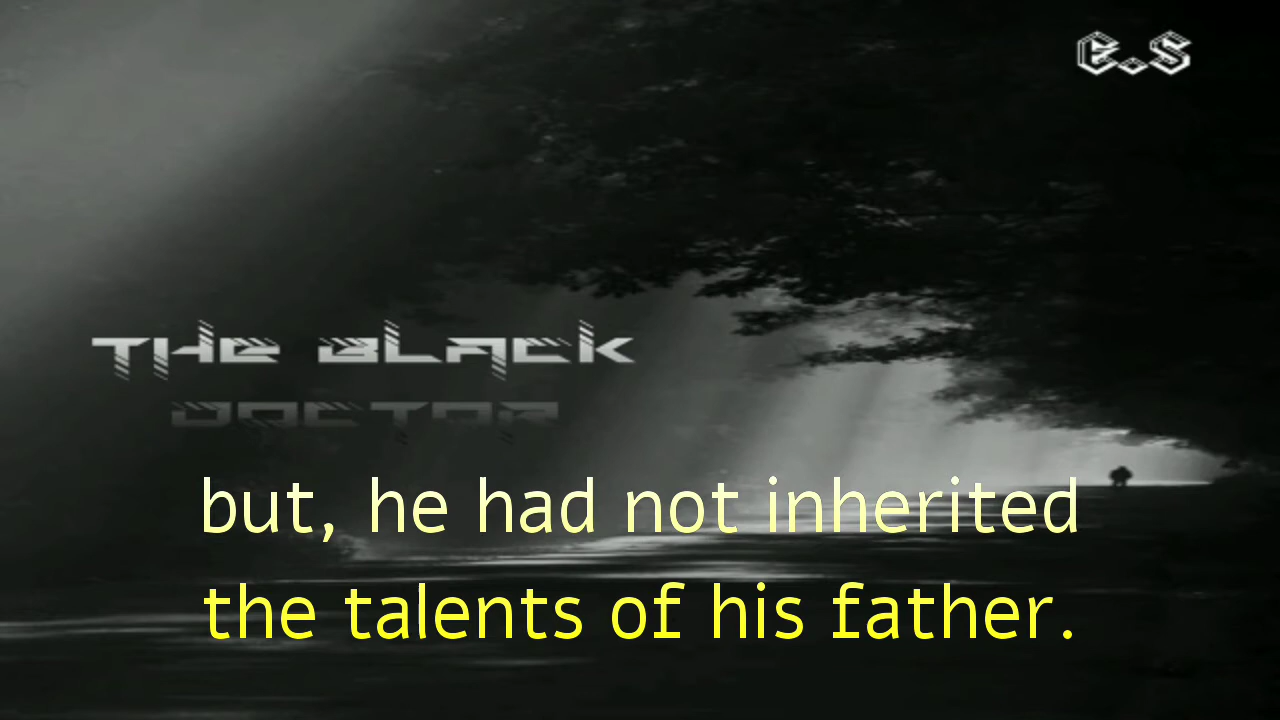 E.S
THE BLACK
DOCTOR
but, he had not inherited
the talents of his father.